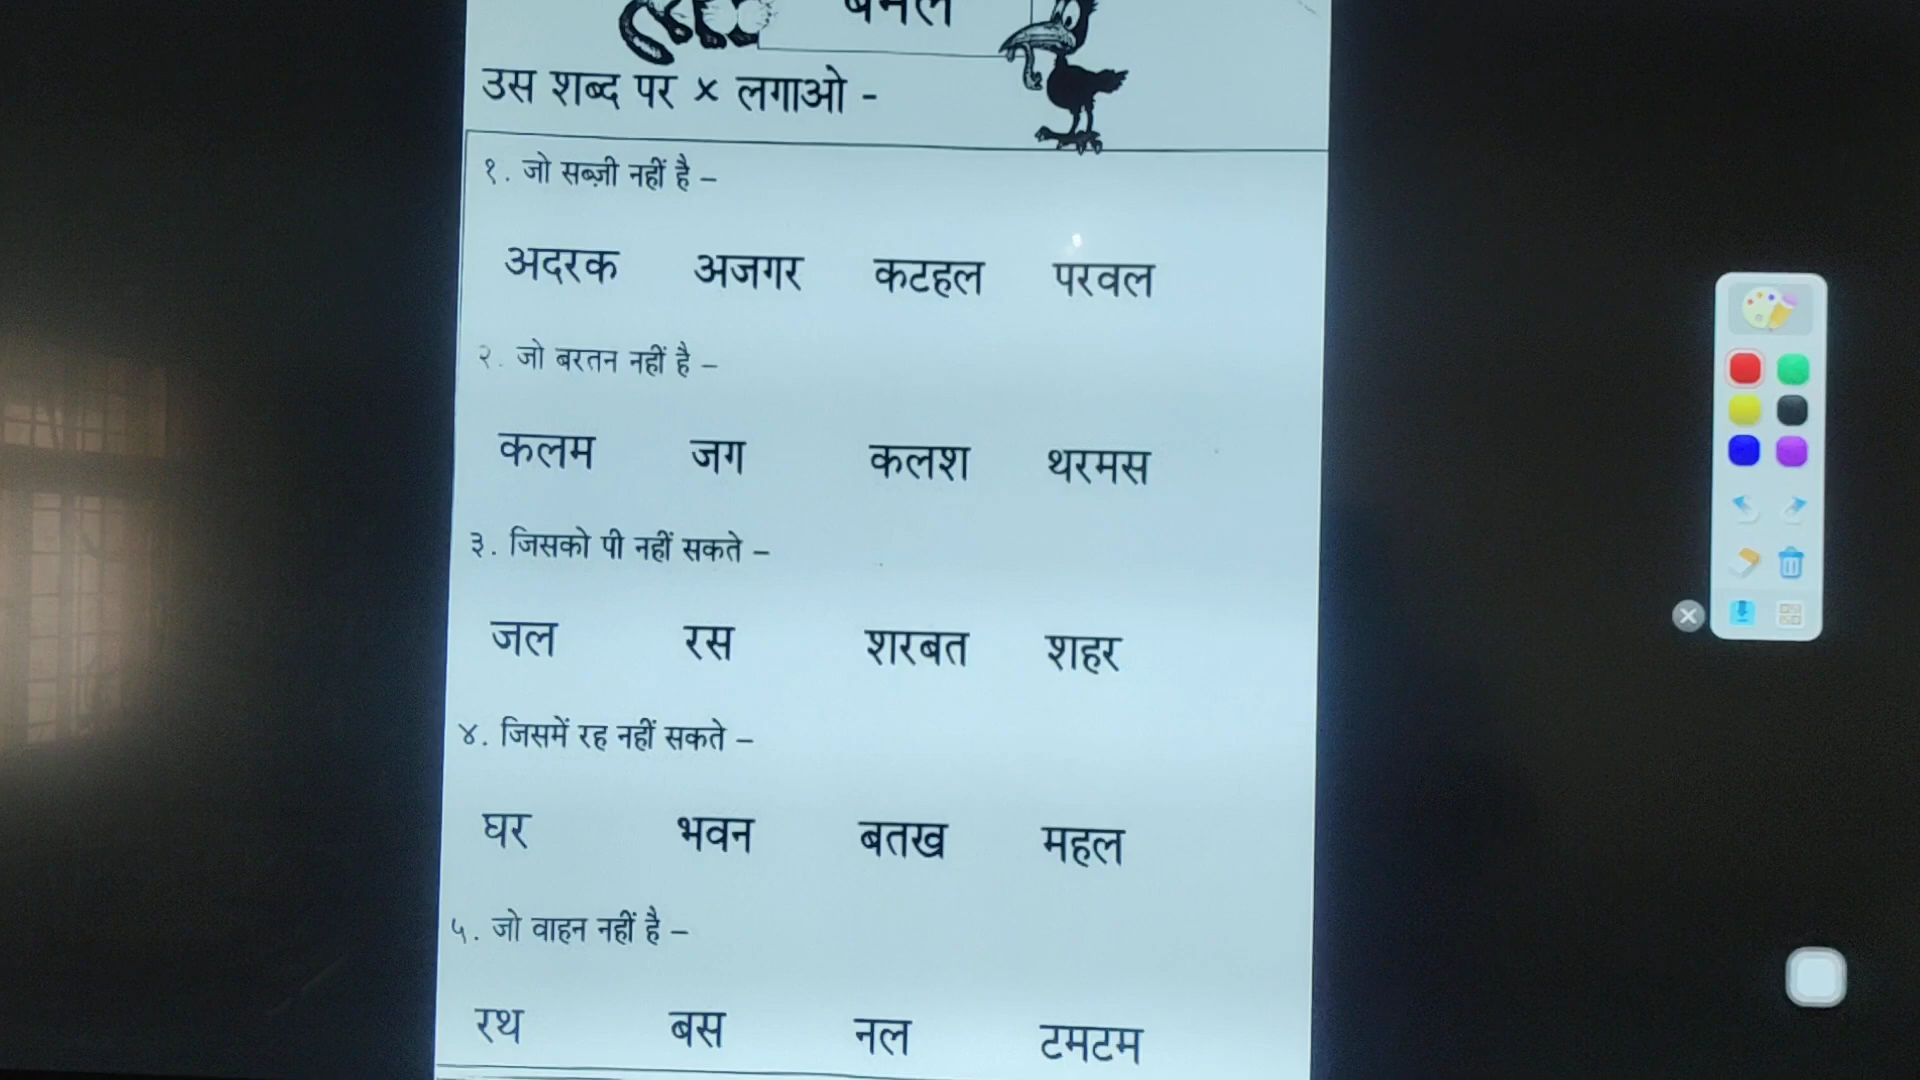 उस शब्द पर × लगाओ -
१. जो सब्ज़ी नहीं है –
अदरक अजगर कटहल परवल
२. जो बरतन नहीं है –
कलम जग कलश थरमस
३. जिसको पी नहीं सकते –
जल रस शरबत शहर
४. जिसमें रह नहीं सकते –
घर भवन बतख महल
५. जो वाहन नहीं है –
रथ बस नल टमटम